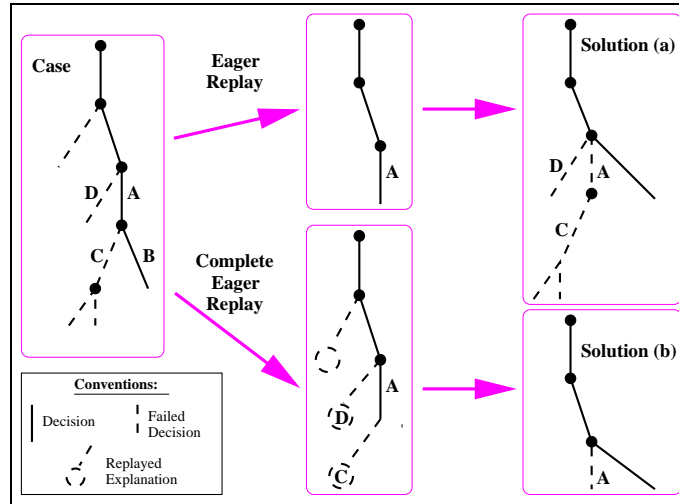 Case
D
A
C
B
Eager
Replay
A
Solution (a)
D
A
C
Complete
Eager
Replay
A
D
C
Solution (b)
A
Conventions:
Decision
Failed
Decision
Replayed
Explanation